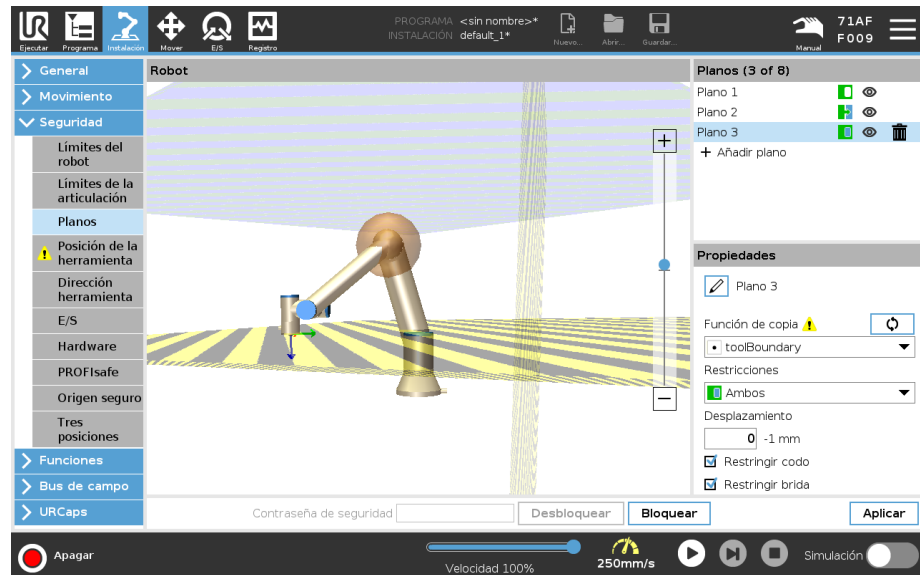 PROGRAMA <sin nombre>*
INSTALACIÓN default_1*
Ejecutar
Programa
Instalación
Mover
E/S
Registro
Nuevo...
Abrir...
Guardar...
Manual
71AF
F009
General
Movimiento
Seguridad
Límites del
robot
Límites de la
articulación
Planos
Posición de la
herramienta
Dirección
herramienta
E/S
Hardware
PROFIsafe
Origen seguro
Tres
posiciones
Funciones
Bus de campo
URCaps
Robot
Planos (3 of 8)
Plano 1
Plano 2
Plano 3
+ Añadir plano
Propiedades
Plano 3
Función de copia
toolBoundary
Restricciones
Ambos
Desplazamiento
0 -1 mm
Restringir codo
Restringir brida
Contraseña de seguridad
Desbloquear
Bloquear
Aplicar
Apagar
Velocidad 100%
250mm/s
Simulación